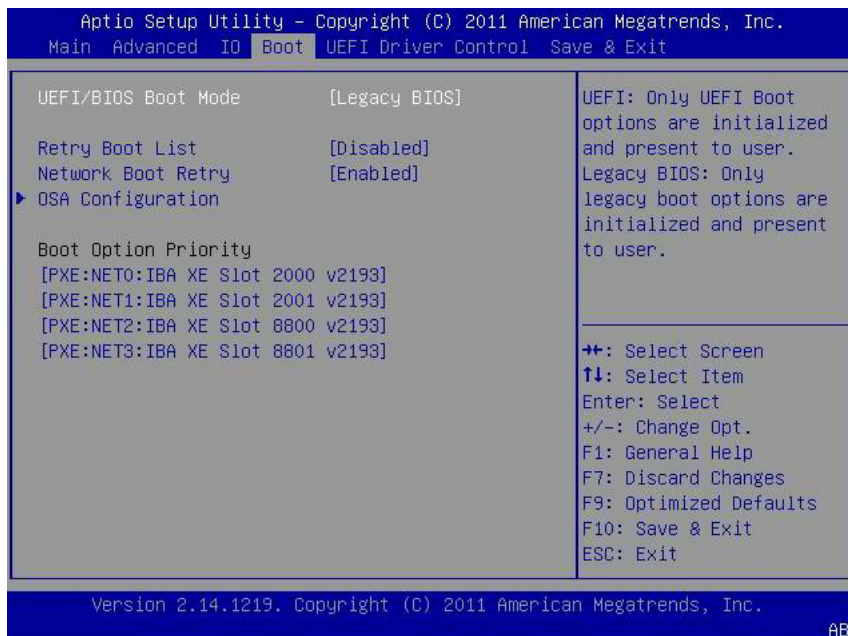 Aptio Setup Utility – Copyright (C) 2011 American Megatrends, Inc.
Main Advanced IO Boot UEFI Driver Control Save & Exit
UEFI/BIOS Boot Mode [Legacy BIOS]
Retry Boot List [Disabled]
Network Boot Retry [Enabled]
OSA Configuration
Boot Option Priority
[PXE:NET0:IBA XE Slot 2000 v2193]
[PXE:NET1:IBA XE Slot 2001 v2193]
[PXE:NET2:IBA XE Slot 8800 v2193]
[PXE:NET3:IBA XE Slot 8801 v2193]
UEFI: Only UEFI Boot
options are initialized
and present to user.
Legacy BIOS: Only
legacy boot options are
initialized and present
to user.
→←: Select Screen
↑↓: Select Item
Enter: Select
+/-: Change Opt.
F1: General Help
F7: Discard Changes
F9: Optimized Defaults
F10: Save & Exit
ESC: Exit
Version 2.14.1219. Copyright (C) 2011 American Megatrends, Inc.
AB